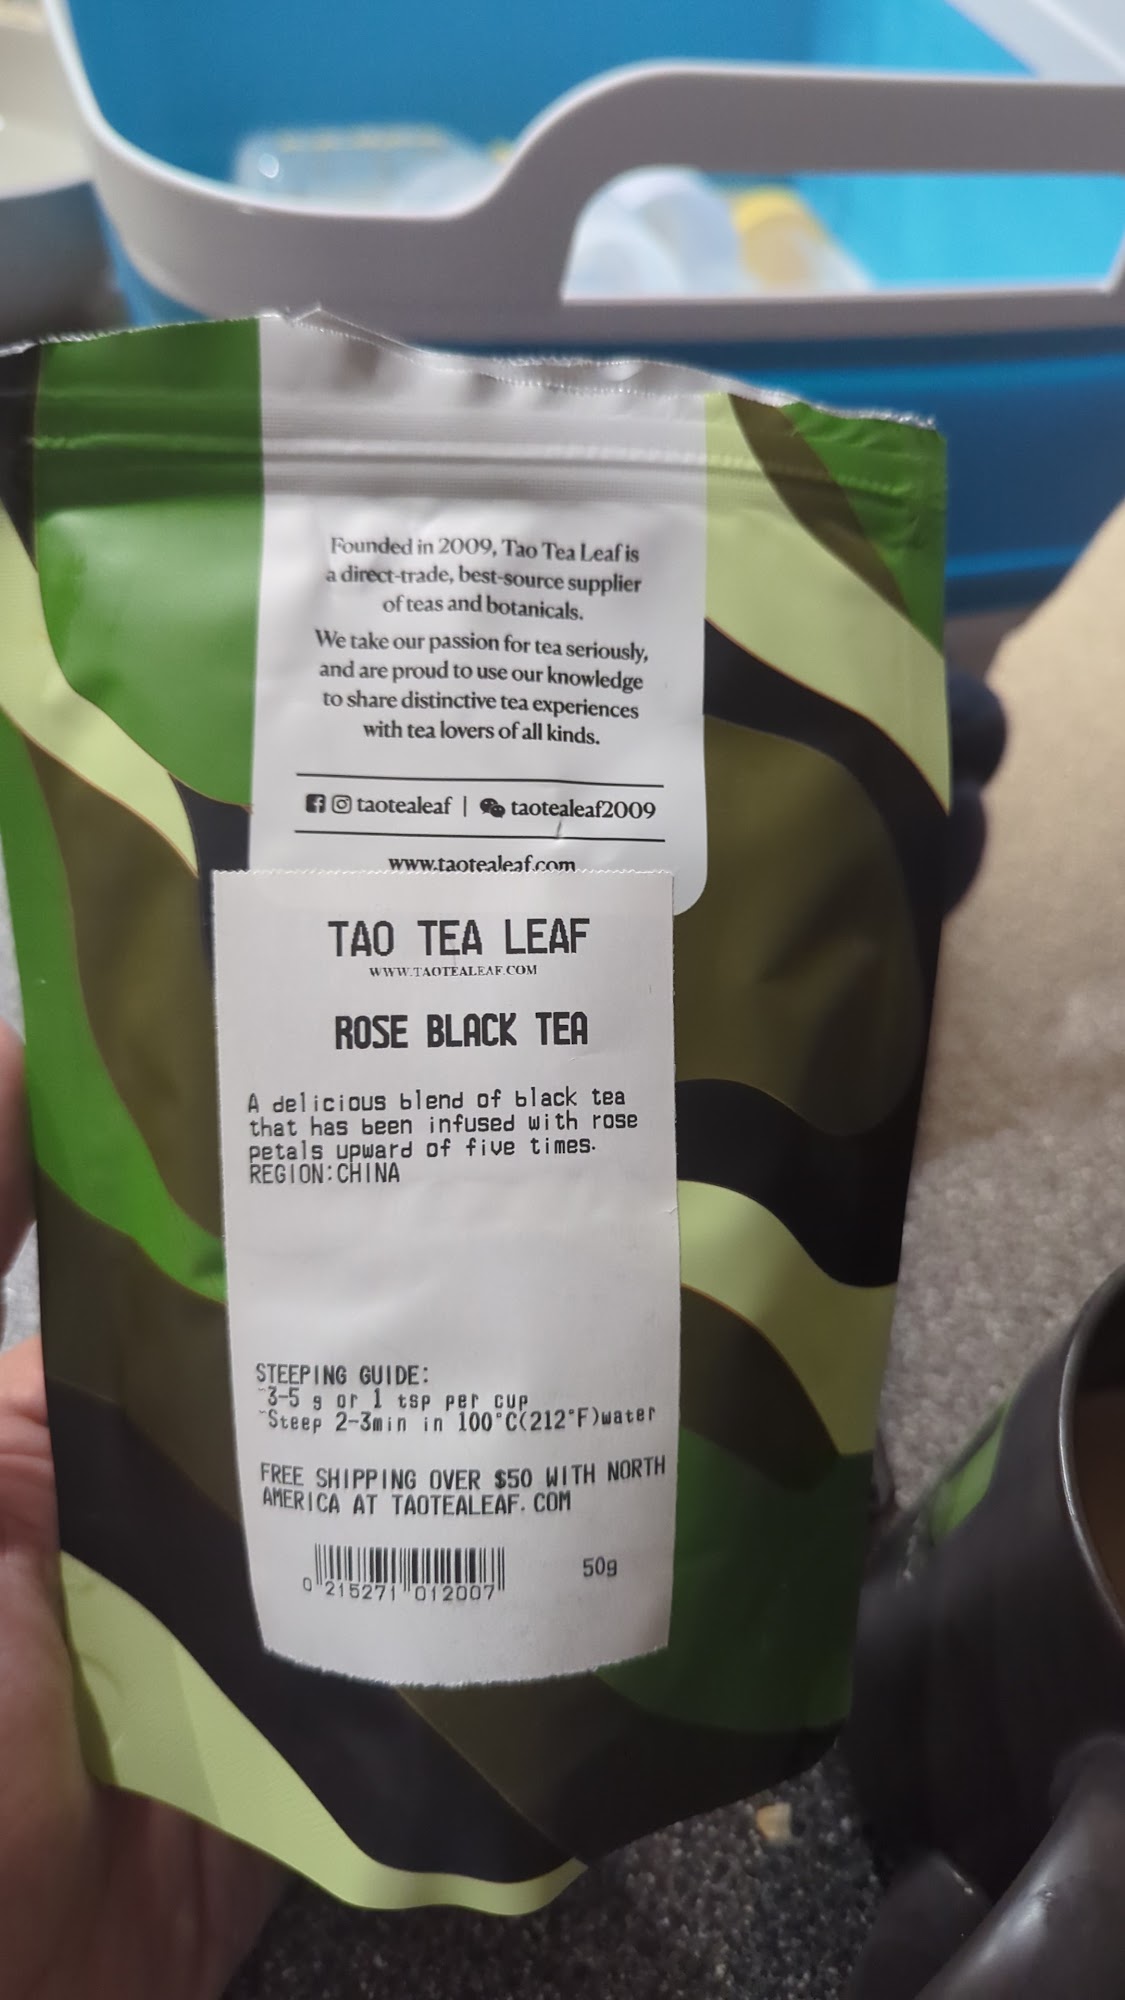 Founded in 2009, Tao Tea Leaf is
a direct-trade, best-source supplier
of teas and botanicals.
We take our passion for tea seriously,
and are proud to use our knowledge
to share distinctive tea experiences
with tea lovers of all kinds.
taotealeaf | taotealeaf2009
www.taotealeaf.com
TAO TEA LEAF
WWW.TAOTEALEAF.COM
ROSE BLACK TEA
A delicious blend of black tea
that has been infused with rose
petals upward of five times.
REGION:CHINA
STEEPING GUIDE:
~3-5 g or 1 tsp per cup
~Steep 2-3min in 100°C(212°F)water
FREE SHIPPING OVER $50 WITH NORTH
AMERICA AT TAOTEALEAF.COM
0 215271 012007
50g